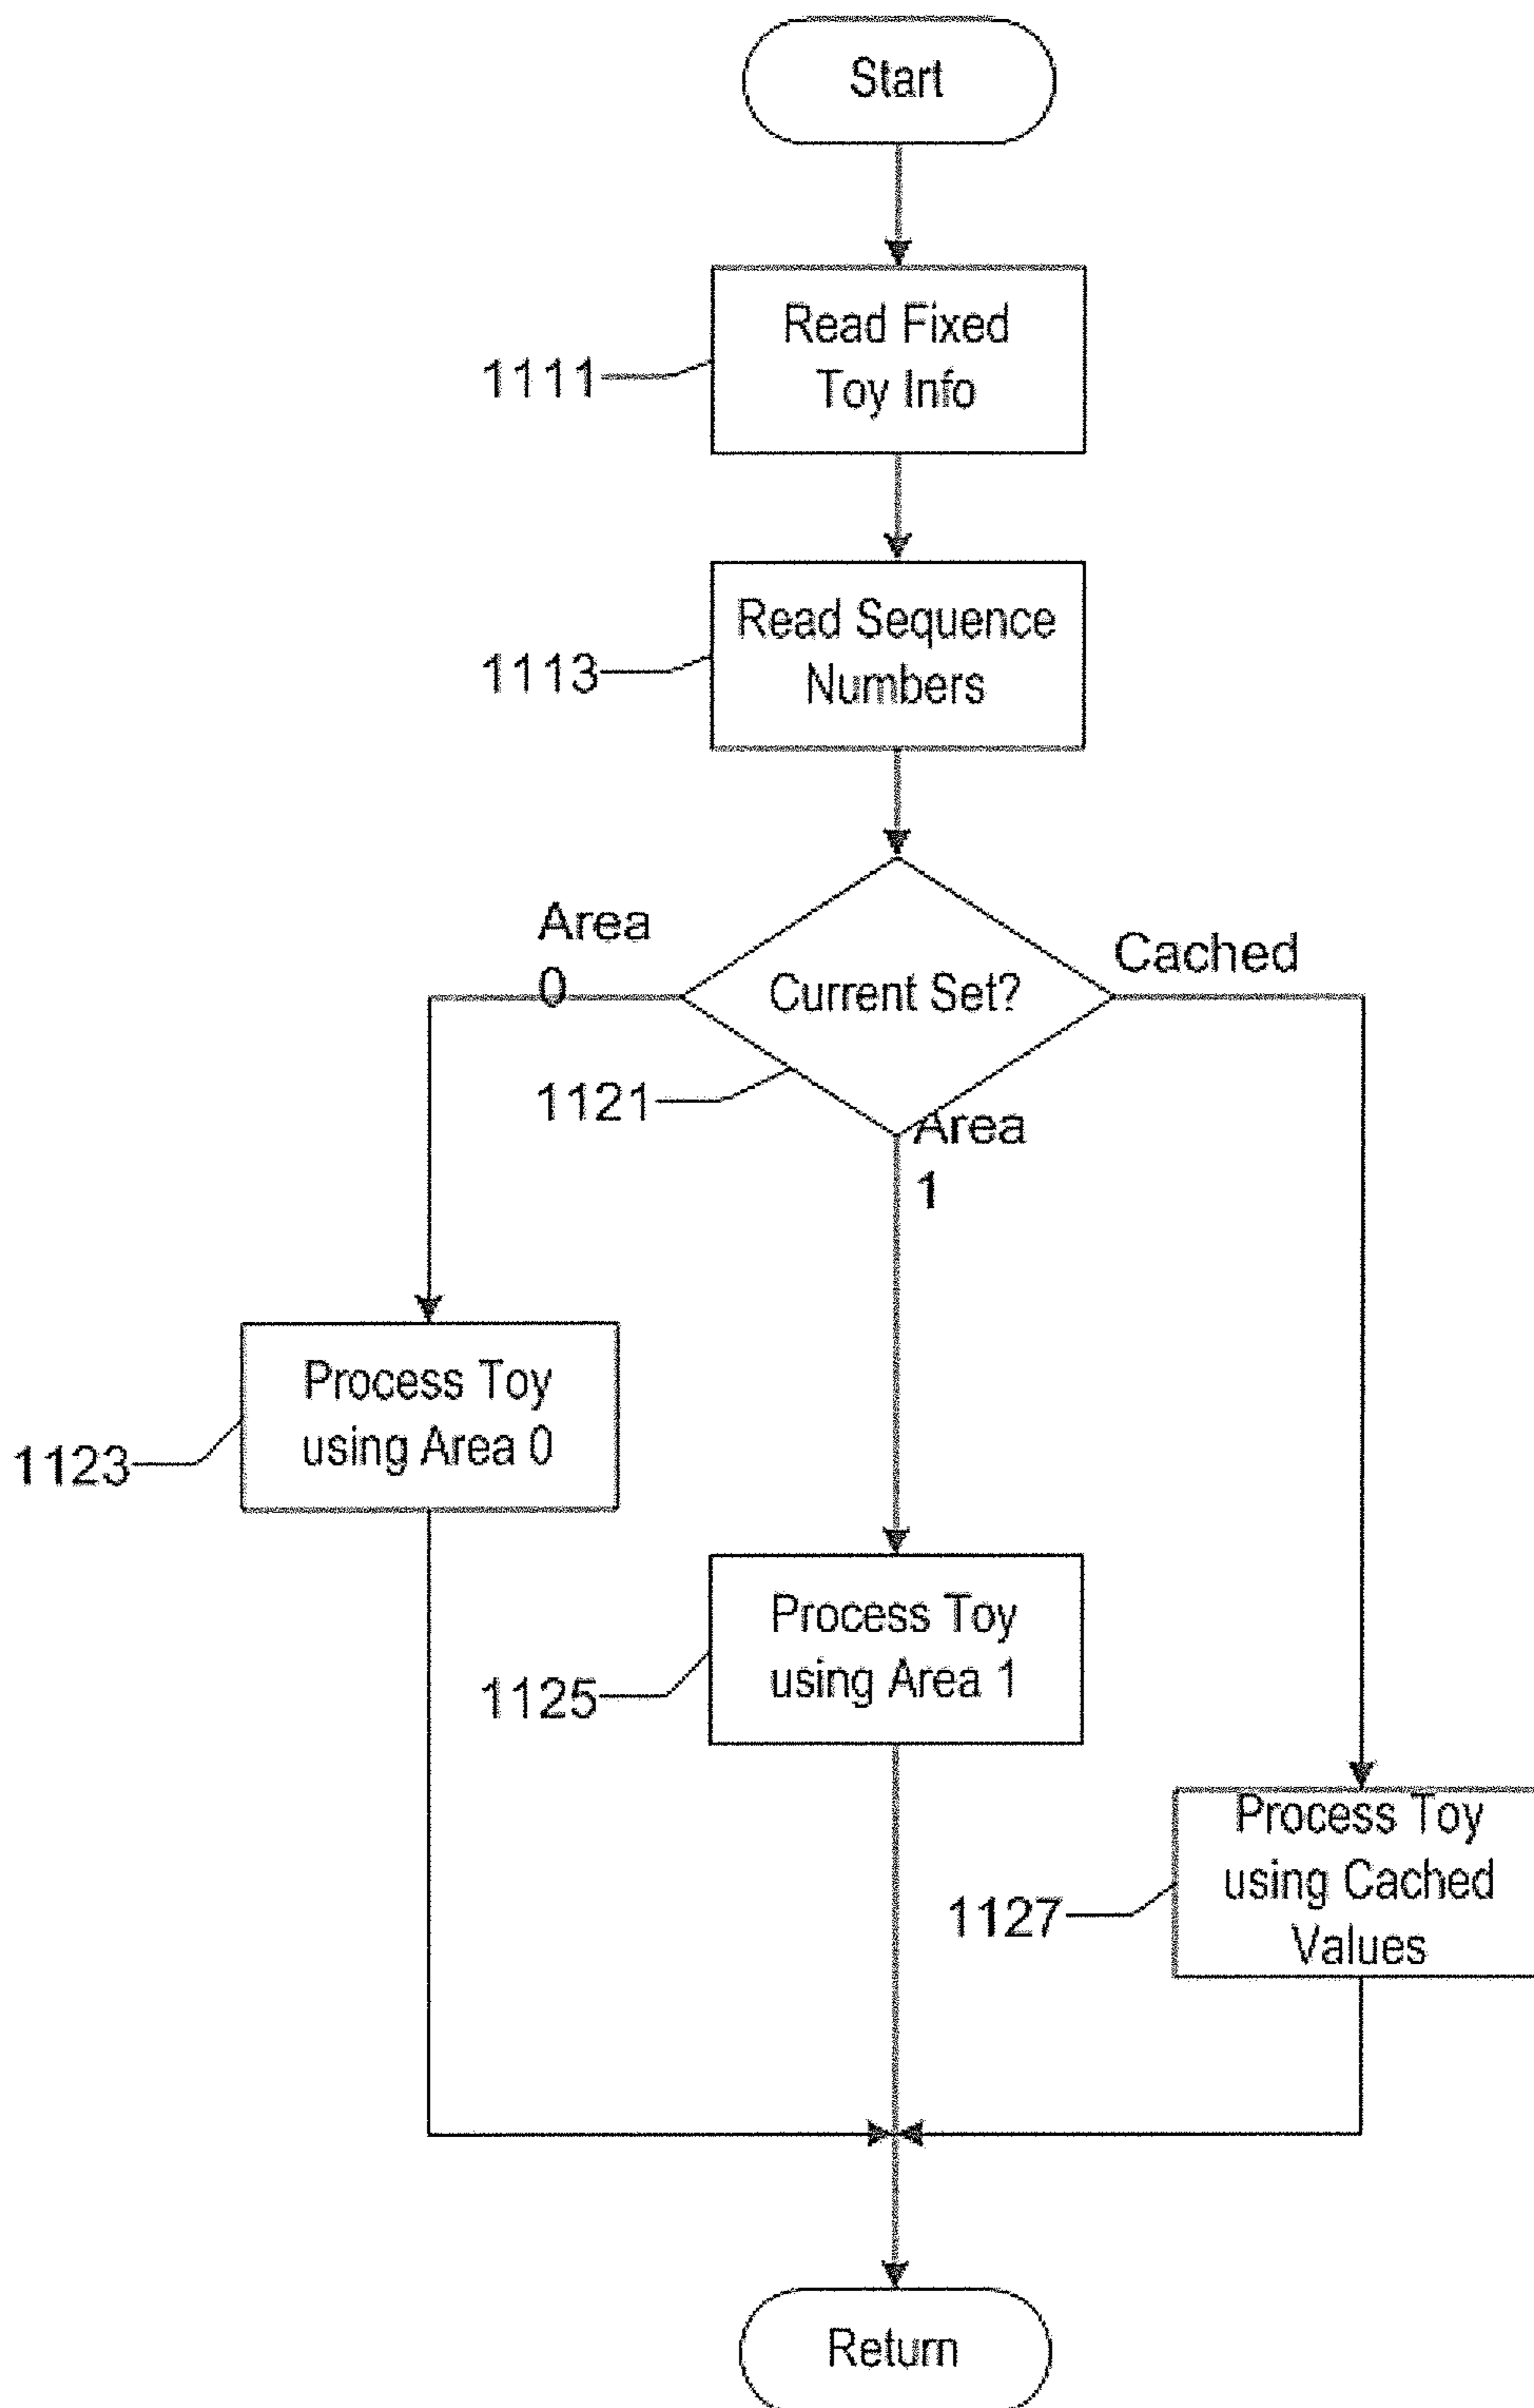 Start
Read Fixed
Toy Info
1111
Read Sequence
Numbers
1113
Area
0
Current Set?
Cached
1121
Area
1
Process Toy
using Area 0
1123
Process Toy
using Area 1
1125
Process Toy
using Cached
Values
1127
Return